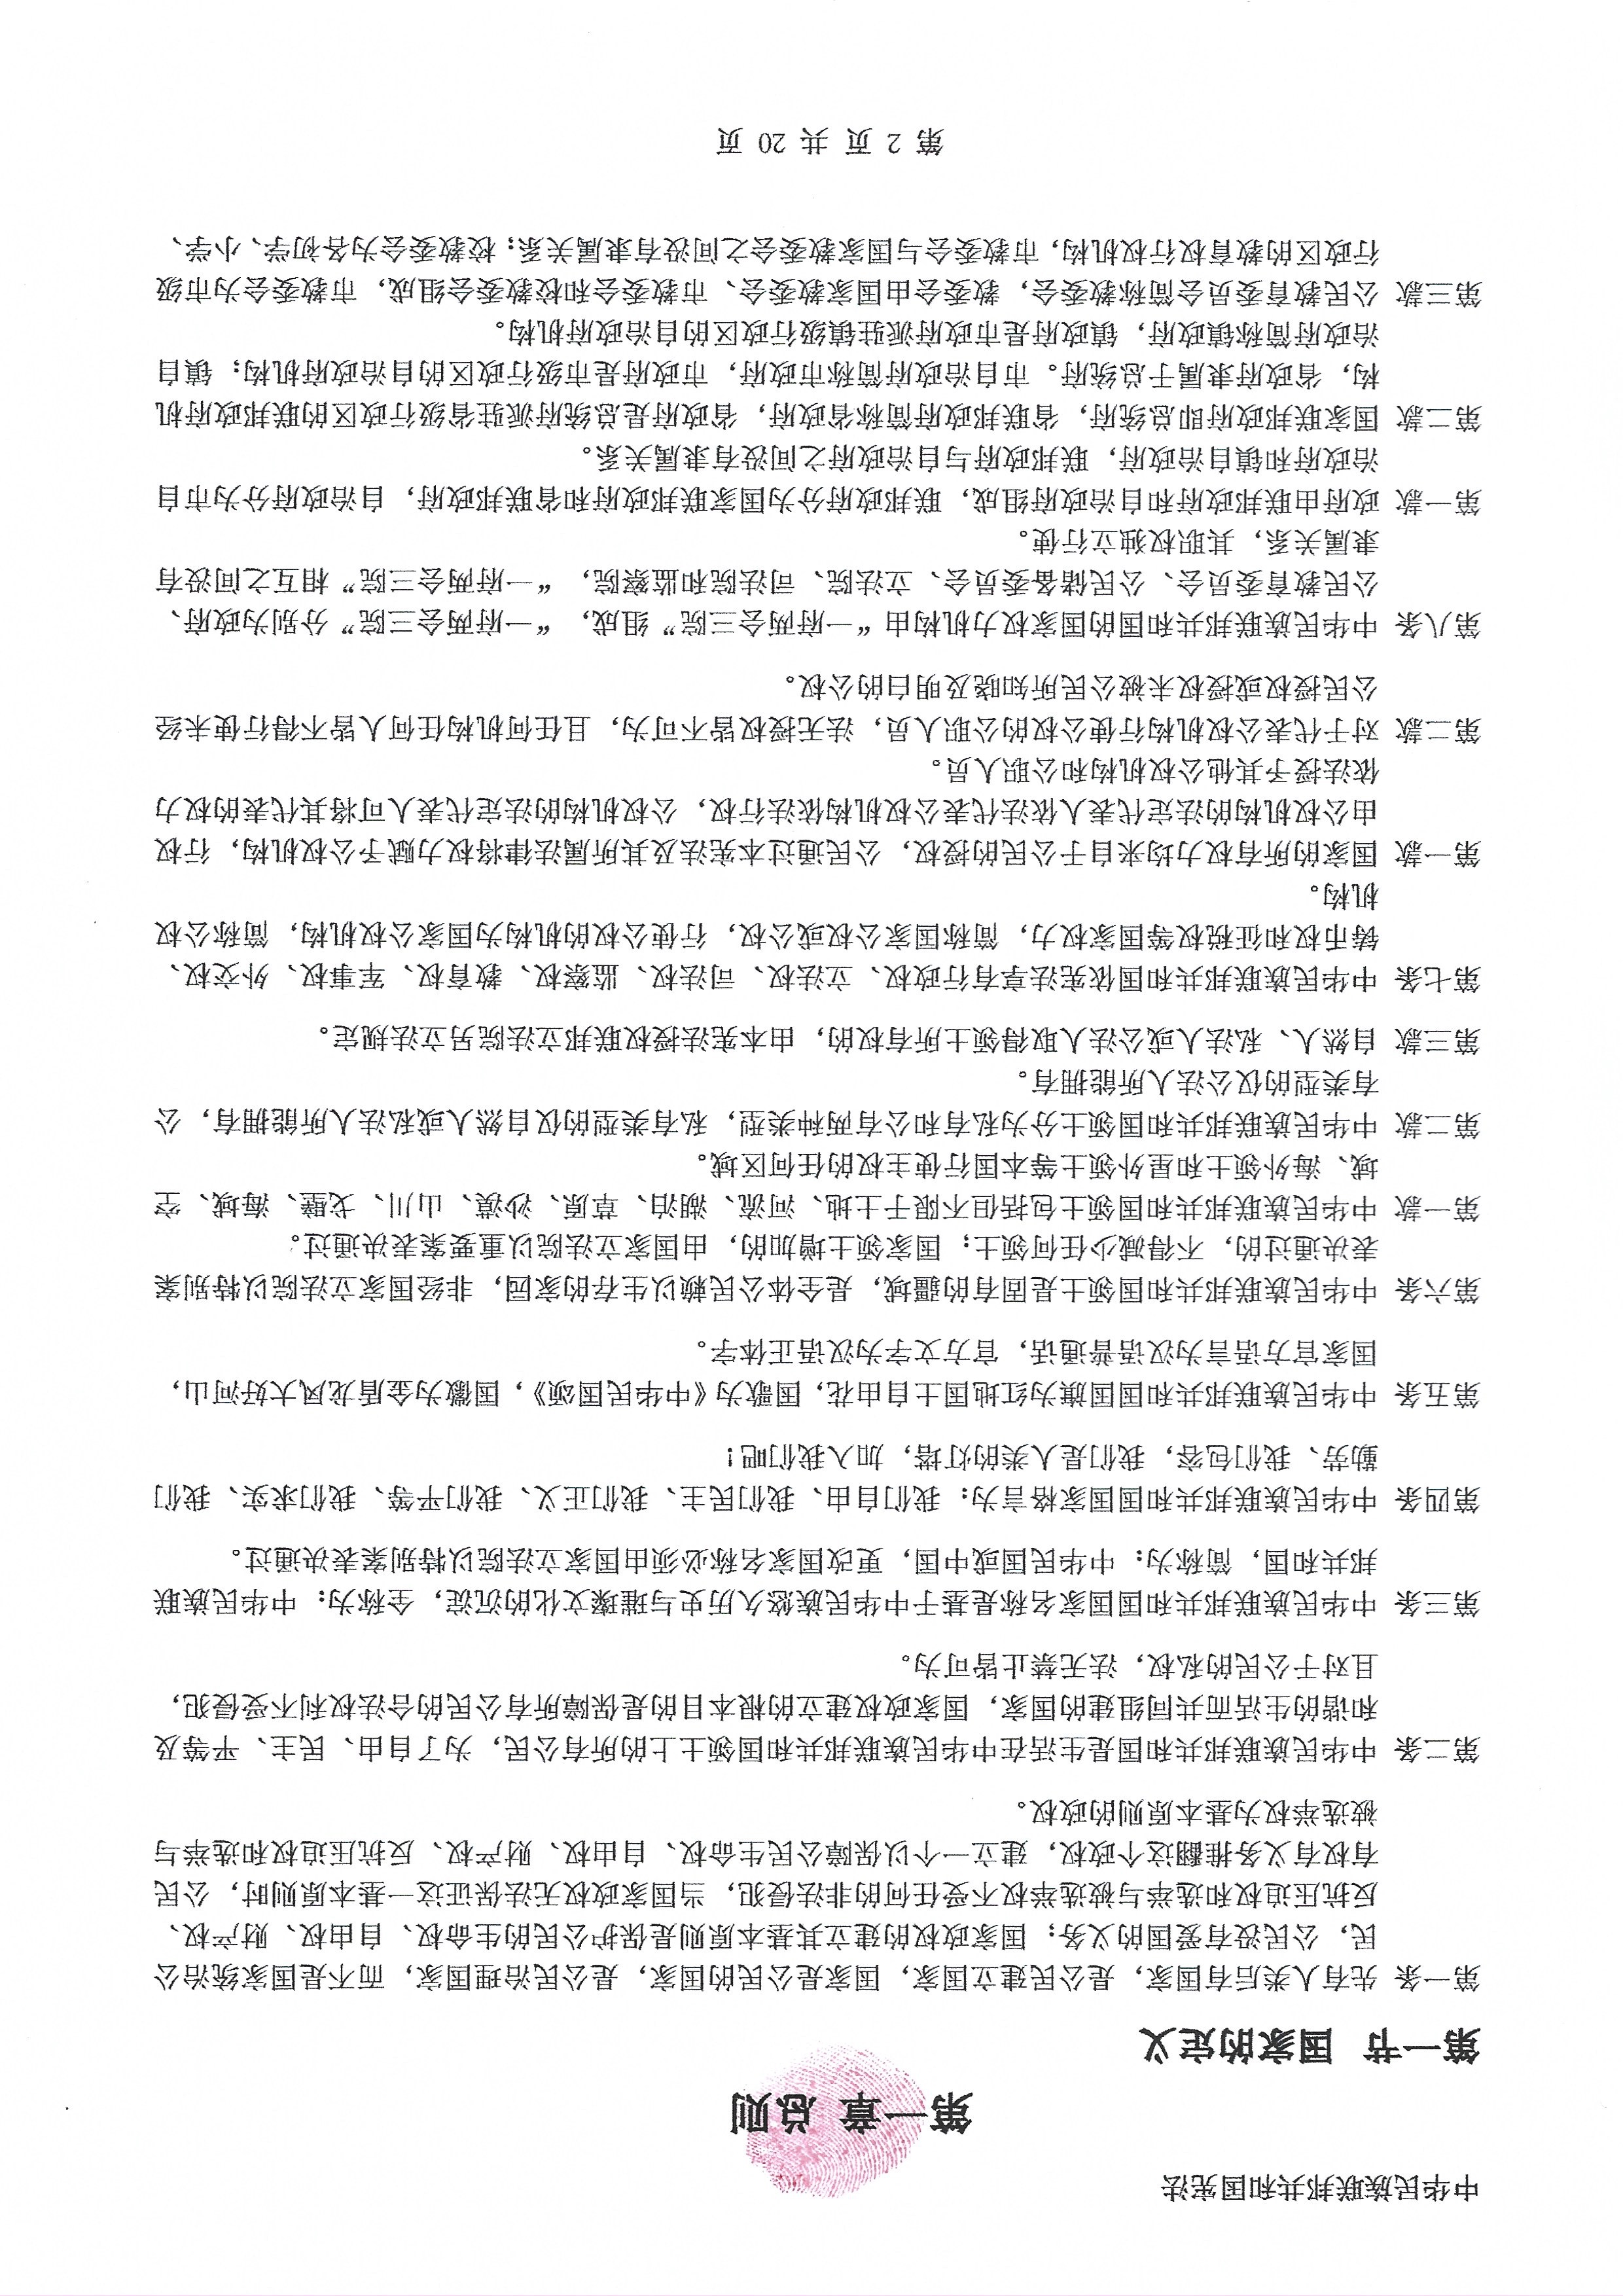 中华民族联邦共和国宪法
第一章 总则
第一节 国家的定义
第一条 先有人类后有国家，是公民建立国家，国家是公民的国家，是公民治理国家，而不是国家统治公
民，公民没有爱国的义务；国家政权的建立其基本原则是保护公民的生命权、自由权、财产权、
反抗压迫权和选举与被选举权不受任何的非法侵犯，当国家政权无法保证这一基本原则时，公民
有权有义务推翻这个政权，建立一个以保障公民生命权、自由权、财产权、反抗压迫权和选举与
被选举权为基本原则的政权。
第二条 中华民族联邦共和国是生活在中华民族联邦共和国领土上的所有公民，为了自由、民主、平等及
和谐的生活而共同组建的国家，国家政权建立的根本目的是保障所有公民的合法权利不受侵犯，
且对于公民的私权，法无禁止皆可为。
第三条 中华民族联邦共和国国家名称是基于中华民族悠久历史与璀璨文化的沉淀，全称为：中华民族联
邦共和国，简称为：中华民国或中国，更改国家名称必须由国家立法院以特别案表决通过。
第四条 中华民族联邦共和国国家格言为：我们自由、我们民主、我们正义、我们平等、我们求实、我们
勤劳、我们包容，我们是人类的灯塔，加入我们吧！
第五条 中华民族联邦共和国国旗为红地国土自由花，国歌为《中华民国颂》，国徽为金盾龙凤大好河山，
国家官方语言为汉语普通话，官方文字为汉语正体字。
第六条 中华民族联邦共和国领土是固有的疆域，是全体公民赖以生存的家园，非经国家立法院以特别案
表决通过的，不得减少任何领土；国家领土增加的，由国家立法院以重要案表决通过。
第一款 中华民族联邦共和国领土包括但不限于土地、河流、湖泊、草原、沙漠、山川、戈壁、海域、空
域、海外领土和星外领土等本国行使主权的任何区域。
第二款 中华民族联邦共和国领土分为私有和公有两种类型，私有类型的仅自然人或私法人所能拥有，公
有类型的仅公法人所能拥有。
第三款 自然人、私法人或公法人取得领土所有权的，由本宪法授权联邦立法院另立法规定。
第七条 中华民族联邦共和国依宪法享有行政权、立法权、司法权、监察权、教育权、军事权、外交权、
铸币权和征税权等国家权力，简称国家公权或公权，行使公权的机构为国家公权机构，简称公权
机构。
第一款 国家的所有权力均来自于公民的授权，公民通过本宪法及其所属法律将权力赋予公权机构，行权
由公权机构的法定代表人依法代表公权机构依法行权，公权机构的法定代表人可将其代表的权力
依法授予其他公权机构和公职人员。
第二款 对于代表公权机构行使公权的公职人员，法无授权皆不可为，且任何机构任何人皆不得行使未经
公民授权或授权未被公民所知晓及明白的公权。
第八条 中华民族联邦共和国的国家权力机构由“一府两会三院”组成，“一府两会三院”分别为政府、
公民教育委员会、公民储备委员会、立法院、司法院和监察院，“一府两会三院”相互之间没有
隶属关系，其职权独立行使。
第一款 政府由联邦政府和自治政府组成，联邦政府分为国家联邦政府和省联邦政府，自治政府分为市自
治政府和镇自治政府，联邦政府与自治政府之间没有隶属关系。
第二款 国家联邦政府即总统府，省联邦政府简称省政府，省政府是总统府派驻省级行政区的联邦政府机
构，省政府隶属于总统府。市自治政府简称市政府，市政府是市级行政区的自治政府机构；镇自
治政府简称镇政府，镇政府是市政府派驻镇级行政区的自治政府机构。
第三款 公民教育委员会简称教委会，教委会由国家教委会、市教委会和校教委会组成，市教委会为市级
行政区的教育权行权机构，市教委会与国家教委会之间没有隶属关系；校教委会为各初学、小学、
第 2 页 共 20 页